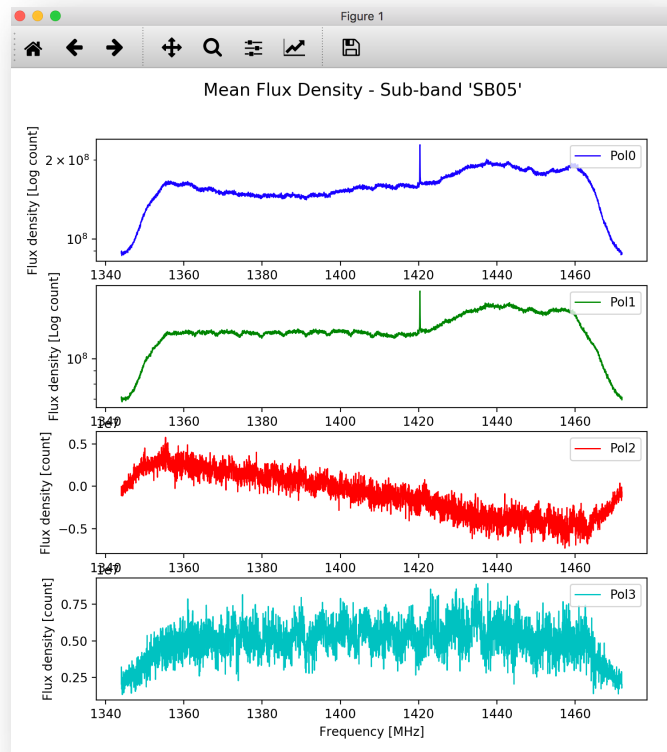 Figure 1
Mean Flux Density - Sub-band 'SB05'
Flux density [Log count]
2 × 10⁸
10⁸
Pol0
1340 1360 1380 1400 1420 1440 1460
Flux density [Log count]
10⁸
Pol1
1340 1360 1380 1400 1420 1440 1460
1e7
Flux density [count]
0.5
0.0
−0.5
Pol2
1340 1360 1380 1400 1420 1440 1460
1e7
Flux density [count]
0.75
0.50
0.25
Pol3
1340 1360 1380 1400 1420 1440 1460
Frequency [MHz]